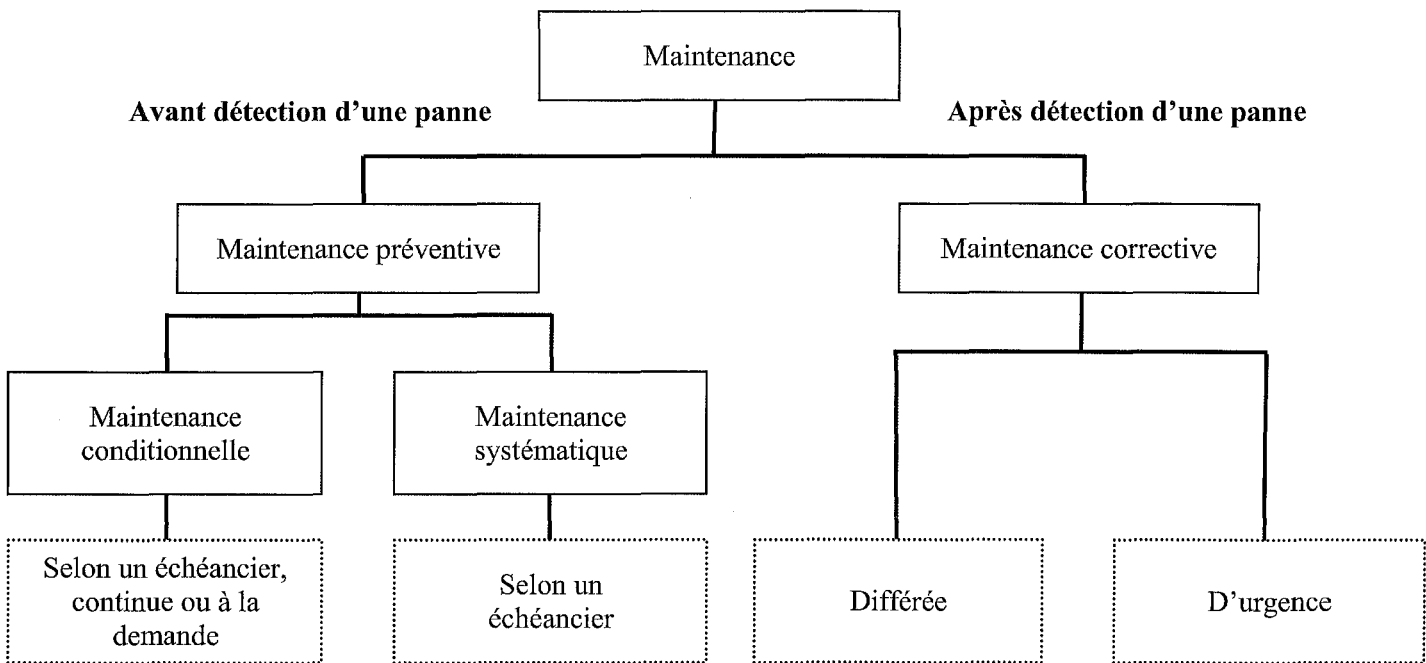 Maintenance
Avant détection d'une panne
Après détection d'une panne
Maintenance préventive
Maintenance corrective
Maintenance
conditionnelle
Maintenance
systématique
Selon un échéancier,
continue ou à la
demande
Selon un
échéancier
Différée
D'urgence